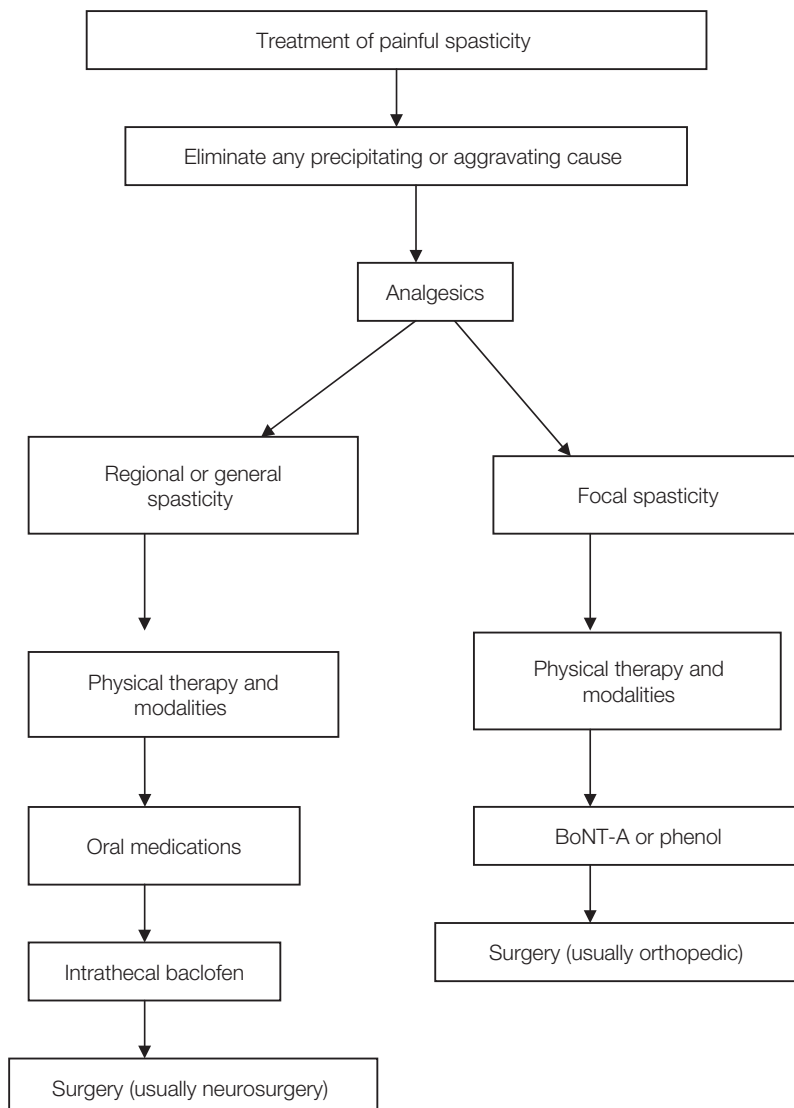 Treatment of painful spasticity
Eliminate any precipitating or aggravating cause
Analgesics
Regional or general
spasticity
Focal spasticity
Physical therapy and
modalities
Physical therapy and
modalities
Oral medications
BoNT-A or phenol
Intrathecal baclofen
Surgery (usually orthopedic)
Surgery (usually neurosurgery)